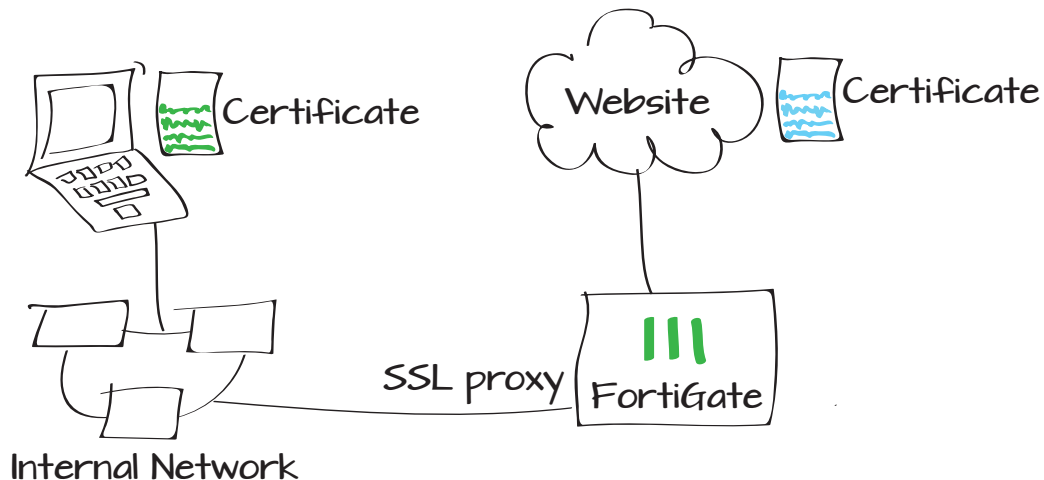 Certificate
Website
Certificate
SSL proxy
FortiGate
Internal Network